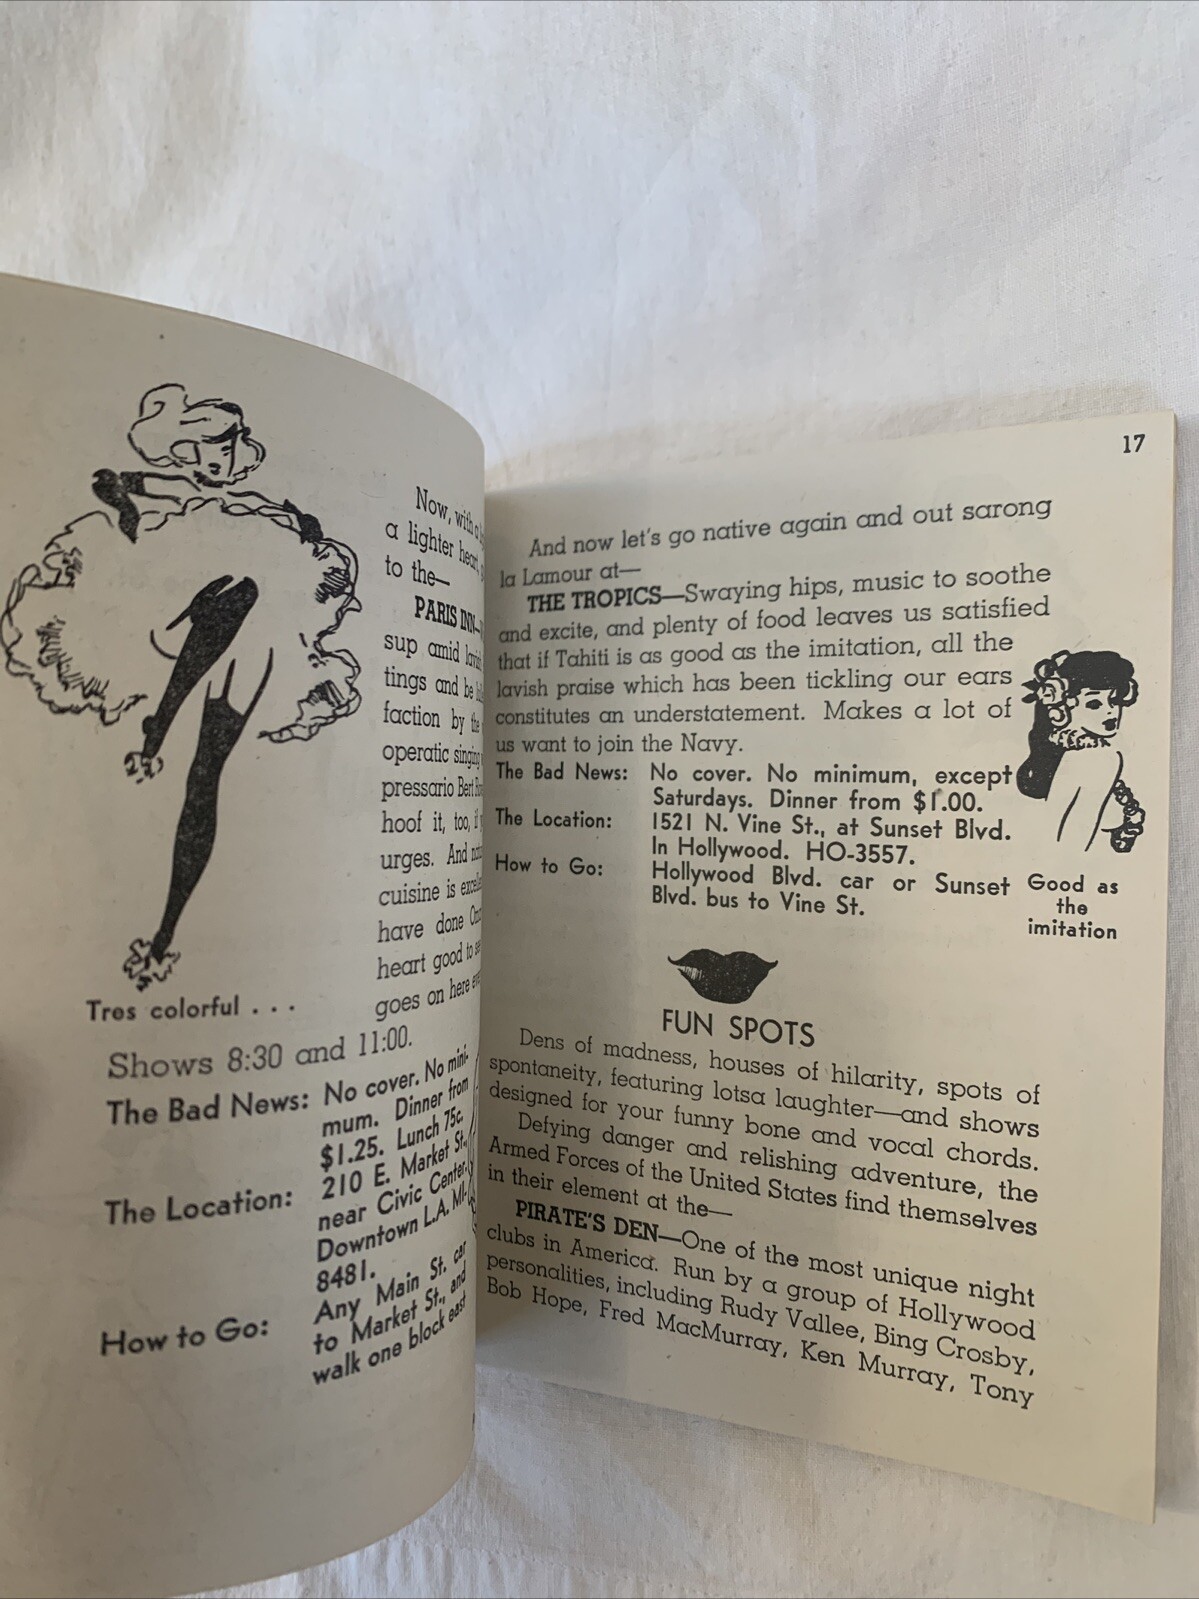 Now, with a
a lighter heart,
to the—
PARIS INN—
sup amid
tings and be
faction by the
operatic singing
pressario Bert
hoof it, too,
urges. And
cuisine is
have done
heart good to
goes on here
Tres colorful . . .
Shows 8:30 and 11:00.
The Bad News: No cover. No mini-
mum. Dinner from
$1.25. Lunch 75c.
The Location: 210 E. Market St.,
near Civic Center.
Downtown L.A. MI-
8481.
How to Go: Any Main St. car
to Market St., and
walk one block east
17
And now let's go native again and out sarong
la Lamour at—
THE TROPICS—Swaying hips, music to soothe
and excite, and plenty of food leaves us satisfied
that if Tahiti is as good as the imitation, all the
lavish praise which has been tickling our ears
constitutes an understatement. Makes a lot of
us want to join the Navy.
The Bad News: No cover. No minimum, except
Saturdays. Dinner from $1.00.
The Location: 1521 N. Vine St., at Sunset Blvd.
In Hollywood. HO-3557.
How to Go: Hollywood Blvd. car or Sunset
Blvd. bus to Vine St.
Good as
the
imitation
FUN SPOTS
Dens of madness, houses of hilarity, spots of
spontaneity, featuring lotsa laughter—and shows
designed for your funny bone and vocal chords.
Defying danger and relishing adventure, the
Armed Forces of the United States find themselves
in their element at the—
PIRATE'S DEN—One of the most unique night
clubs in America. Run by a group of Hollywood
personalities, including Rudy Vallee, Bing Crosby,
Bob Hope, Fred MacMurray, Ken Murray, Tony